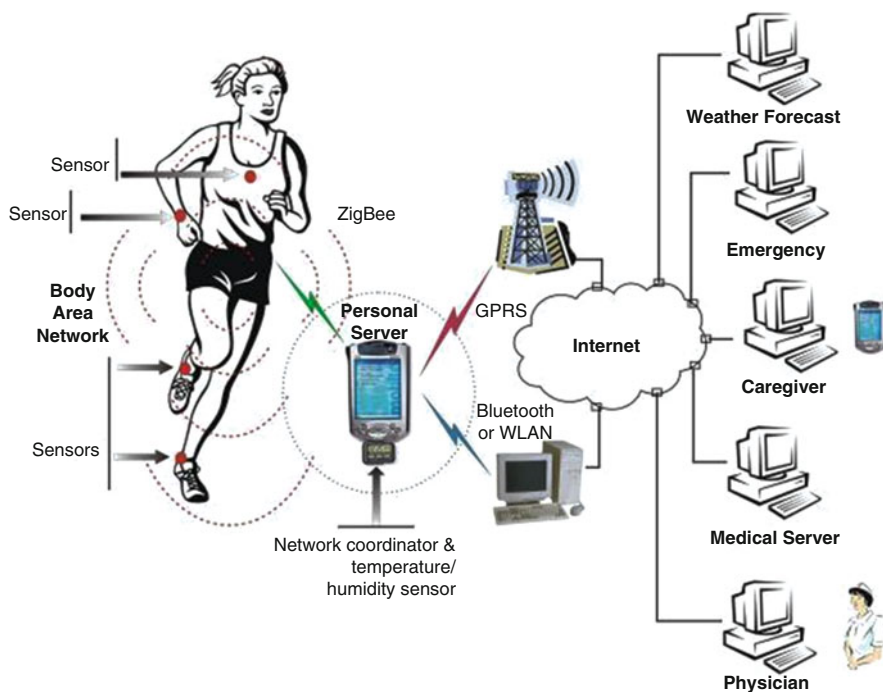 Weather Forecast
Sensor
Sensor
ZigBee
Emergency
Body
Area
Network
Personal
Server
GPRS
Internet
Caregiver
Sensors
Bluetooth
or WLAN
Medical Server
Network coordinator &
temperature/
humidity sensor
Physician